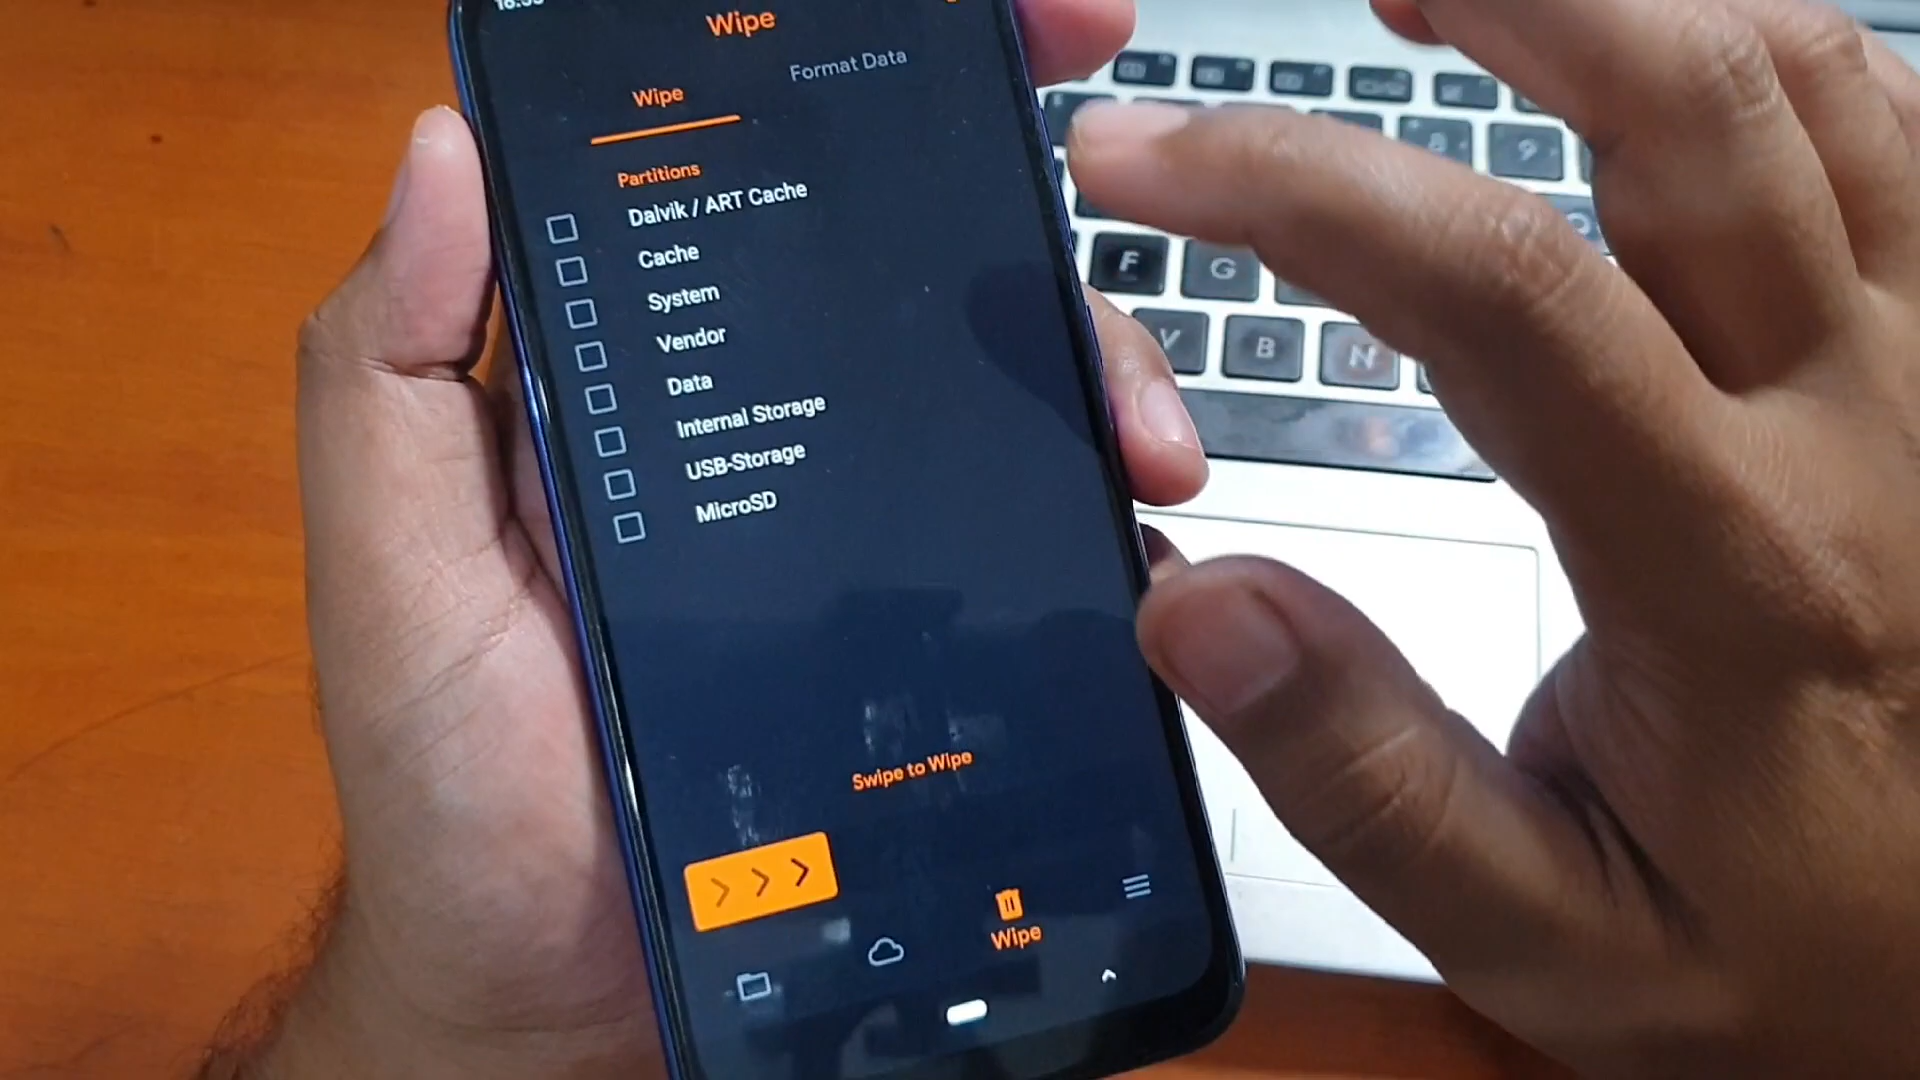 Wipe
Wipe
Format Data
Partitions
Dalvik / ART Cache
Cache
System
Vendor
Data
Internal Storage
USB-Storage
MicroSD
Swipe to Wipe
Wipe
9
F
G
V
B
N